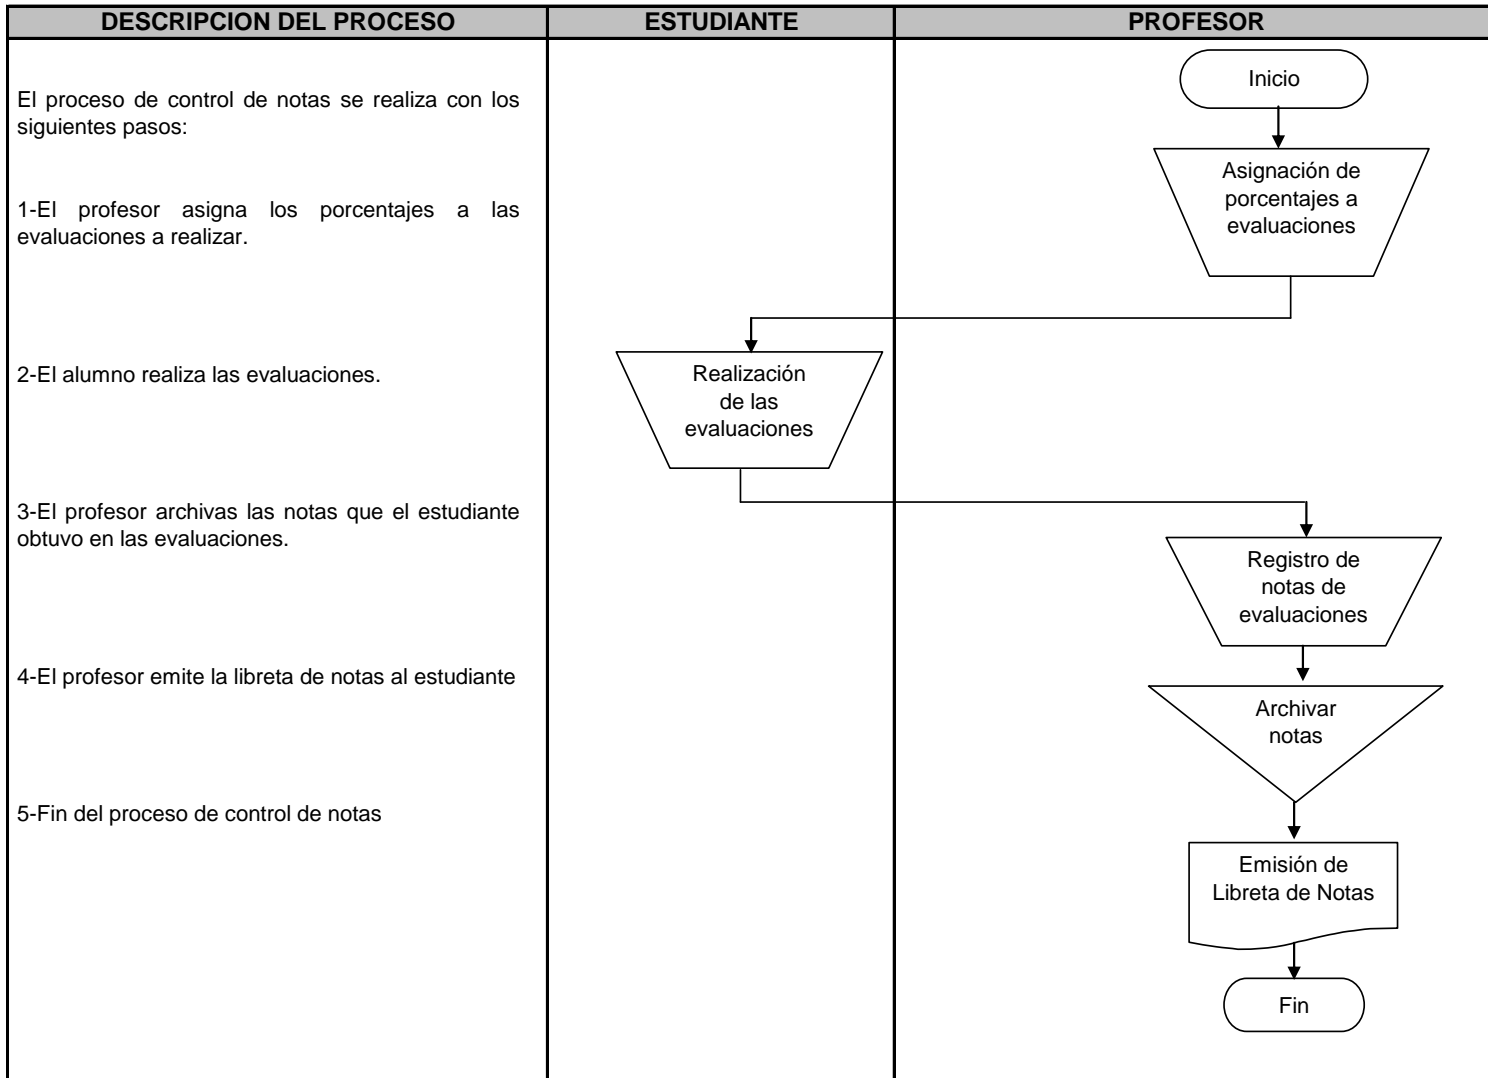 DESCRIPCION DEL PROCESO
ESTUDIANTE
PROFESOR
El proceso de control de notas se realiza con los
siguientes pasos:
1-El profesor asigna los porcentajes a las
evaluaciones a realizar.
2-El alumno realiza las evaluaciones.
3-El profesor archivas las notas que el estudiante
obtuvo en las evaluaciones.
4-El profesor emite la libreta de notas al estudiante
5-Fin del proceso de control de notas
Realización
de las
evaluaciones
Inicio
Asignación de
porcentajes a
evaluaciones
Registro de
notas de
evaluaciones
Archivar
notas
Emisión de
Libreta de Notas
Fin